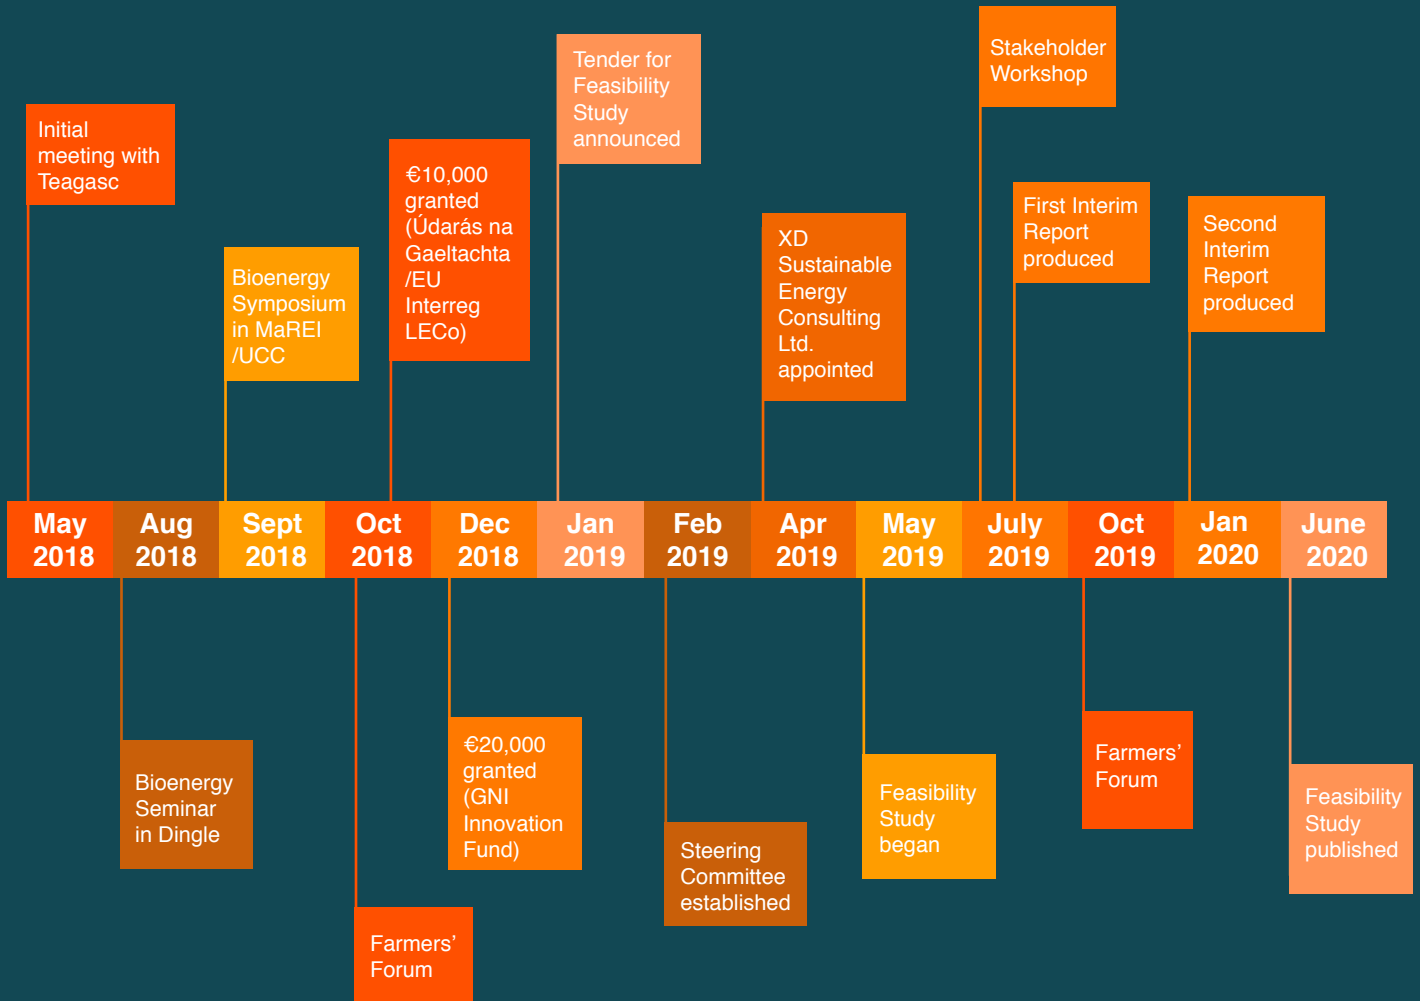 Initial
meeting with
Teagasc
Bioenergy
Symposium
in MaREI
/UCC
€10,000
granted
(Údarás na
Gaeltachta
/EU
Interreg
LECo)
Tender for
Feasibility
Study
announced
XD
Sustainable
Energy
Consulting
Ltd.
appointed
Stakeholder
Workshop
First Interim
Report
produced
Second
Interim
Report
produced
May
2018
Aug
2018
Sept
2018
Oct
2018
Dec
2018
Jan
2019
Feb
2019
Apr
2019
May
2019
July
2019
Oct
2019
Jan
2020
June
2020
Bioenergy
Seminar
in Dingle
Farmers’
Forum
€20,000
granted
(GNI
Innovation
Fund)
Steering
Committee
established
Feasibility
Study
began
Farmers’
Forum
Feasibility
Study
published